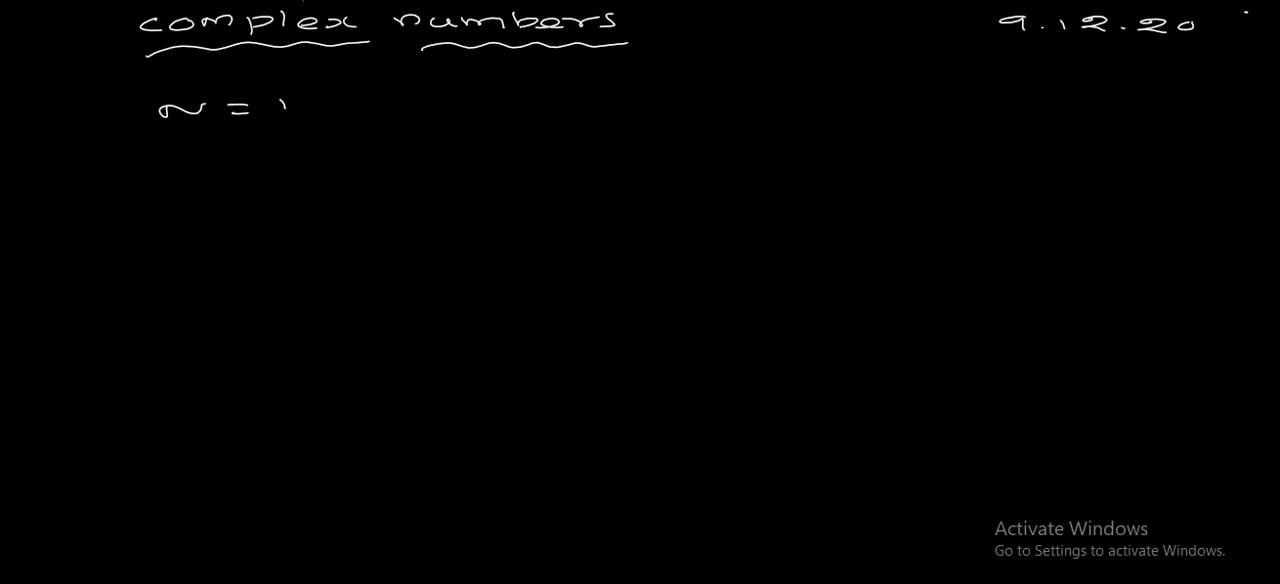 complex numbers 9.12.20
Activate Windows
Go to Settings to activate Windows.